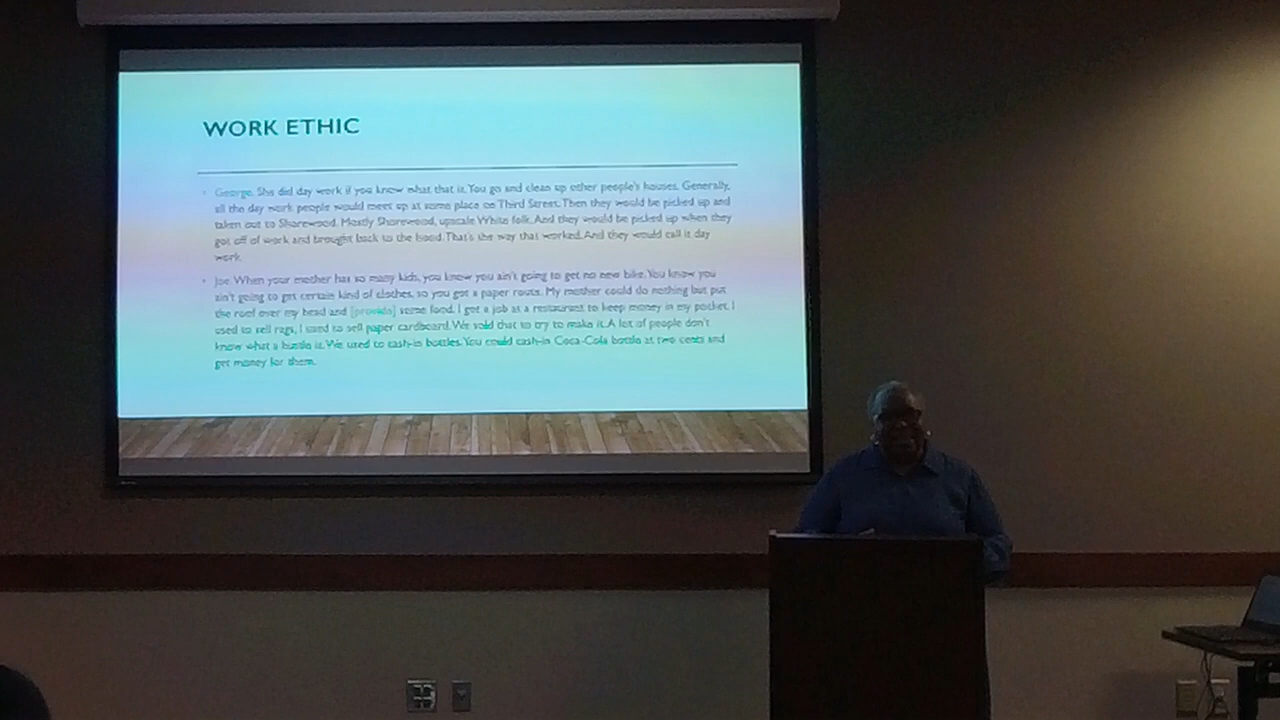 WORK ETHIC
• George. She did day work if you know what that is. You go and clean up other people's houses. Generally,
all the day work people would meet up at some place on Third Street. Then they would be picked up and
taken out to Shorewood. Mostly Shorewood, upscale White folk. And they would be picked up when they
got off of work and brought back to the hood. That's the way that worked. And they would call it day
work.
• Joe. When your mother has so many kids, you know you ain't going to get no new bike. You know you
ain't going to get certain kind of clothes, so you got a paper route. My mother could do nothing but put
the roof over my head and [provide] some food. I got a job at a restaurant to keep money in my pocket. I
used to sell rags, I used to sell paper cardboard. We sold that to try to make it. A lot of people don't
know what a hustle is. We used to cash-in bottles. You could cash-in Coca-Cola bottle at two cents and
get money for them.